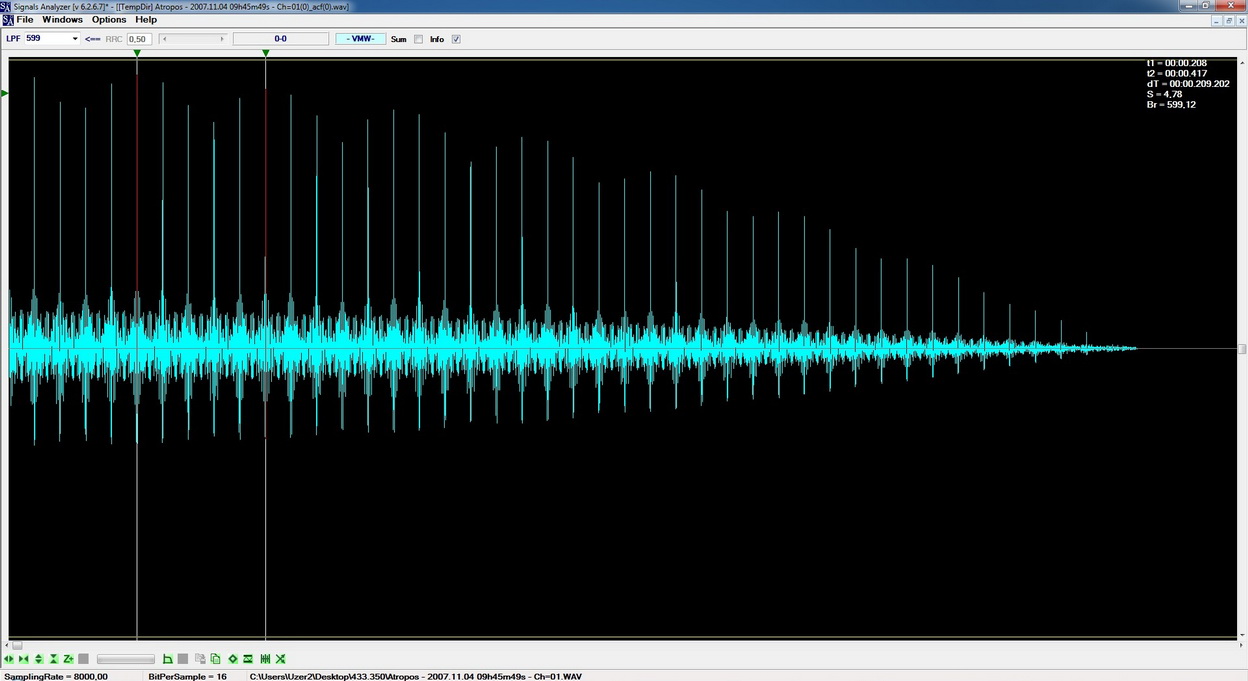 Signals Analyzer [v 6.2.6.7]* - [[TempDir] Atropos - 2007.11.04 09h45m49s - Ch=01(0)_acf(0).wav]
File Windows Options Help
LPF 599 <== RRC 0,50 0-0 - VMW - Sum Info
t1 = 00:00.208
t2 = 00:00.417
dT = 00:00.209.202
S = 4,78
Br = 599,12
Z+
SamplingRate = 8000,00 BitPerSample = 16 C:\Users\Uzer2\Desktop\433.350\Atropos - 2007.11.04 09h45m49s - Ch=01.WAV